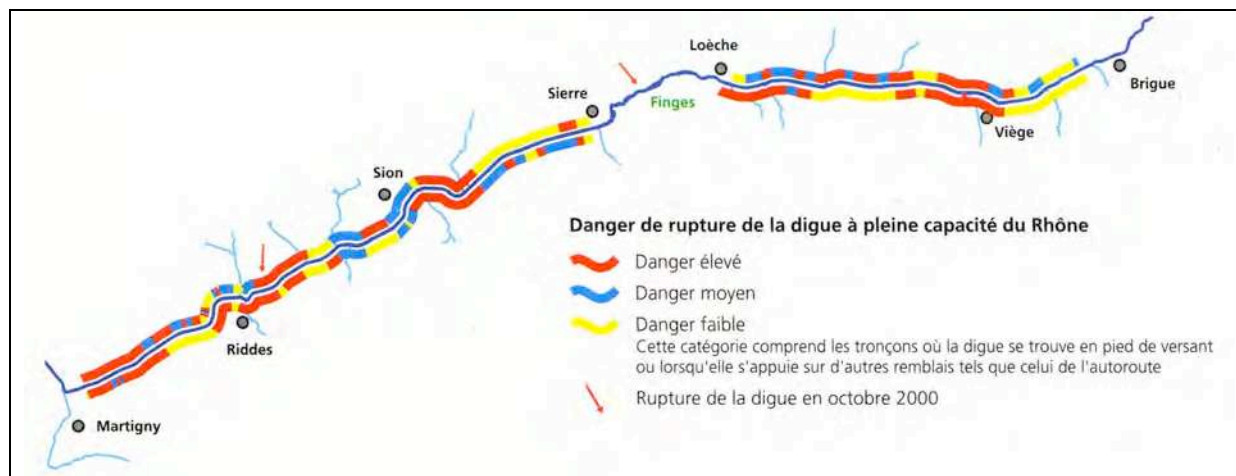 Loèche
Brigue
Sierre
Finges
Viège
Sion
Danger de rupture de la digue à pleine capacité du Rhône
Danger élevé
Danger moyen
Danger faible
Cette catégorie comprend les tronçons où la digue se trouve en pied de versant
ou lorsqu'elle s'appuie sur d'autres remblais tels que celui de l'autoroute
Rupture de la digue en octobre 2000
Riddes
Martigny